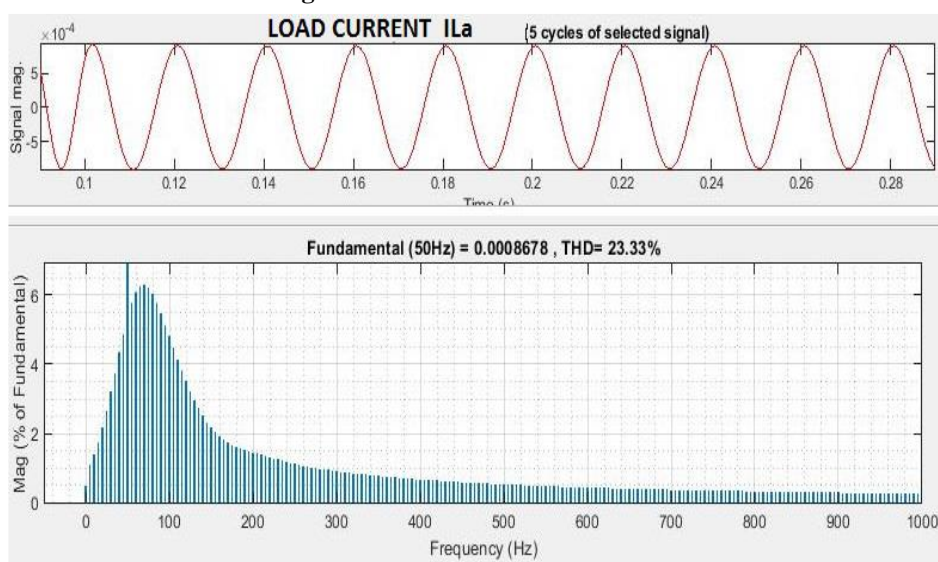 LOAD CURRENT ILa (5 cycles of selected signal)
×10⁻⁴
Signal mag.
5
0
-5
0.1 0.12 0.14 0.16 0.18 0.2 0.22 0.24 0.26 0.28
Time (s)
Fundamental (50Hz) = 0.0008678 , THD= 23.33%
Mag (% of Fundamental)
6
4
2
0
0 100 200 300 400 500 600 700 800 900 1000
Frequency (Hz)